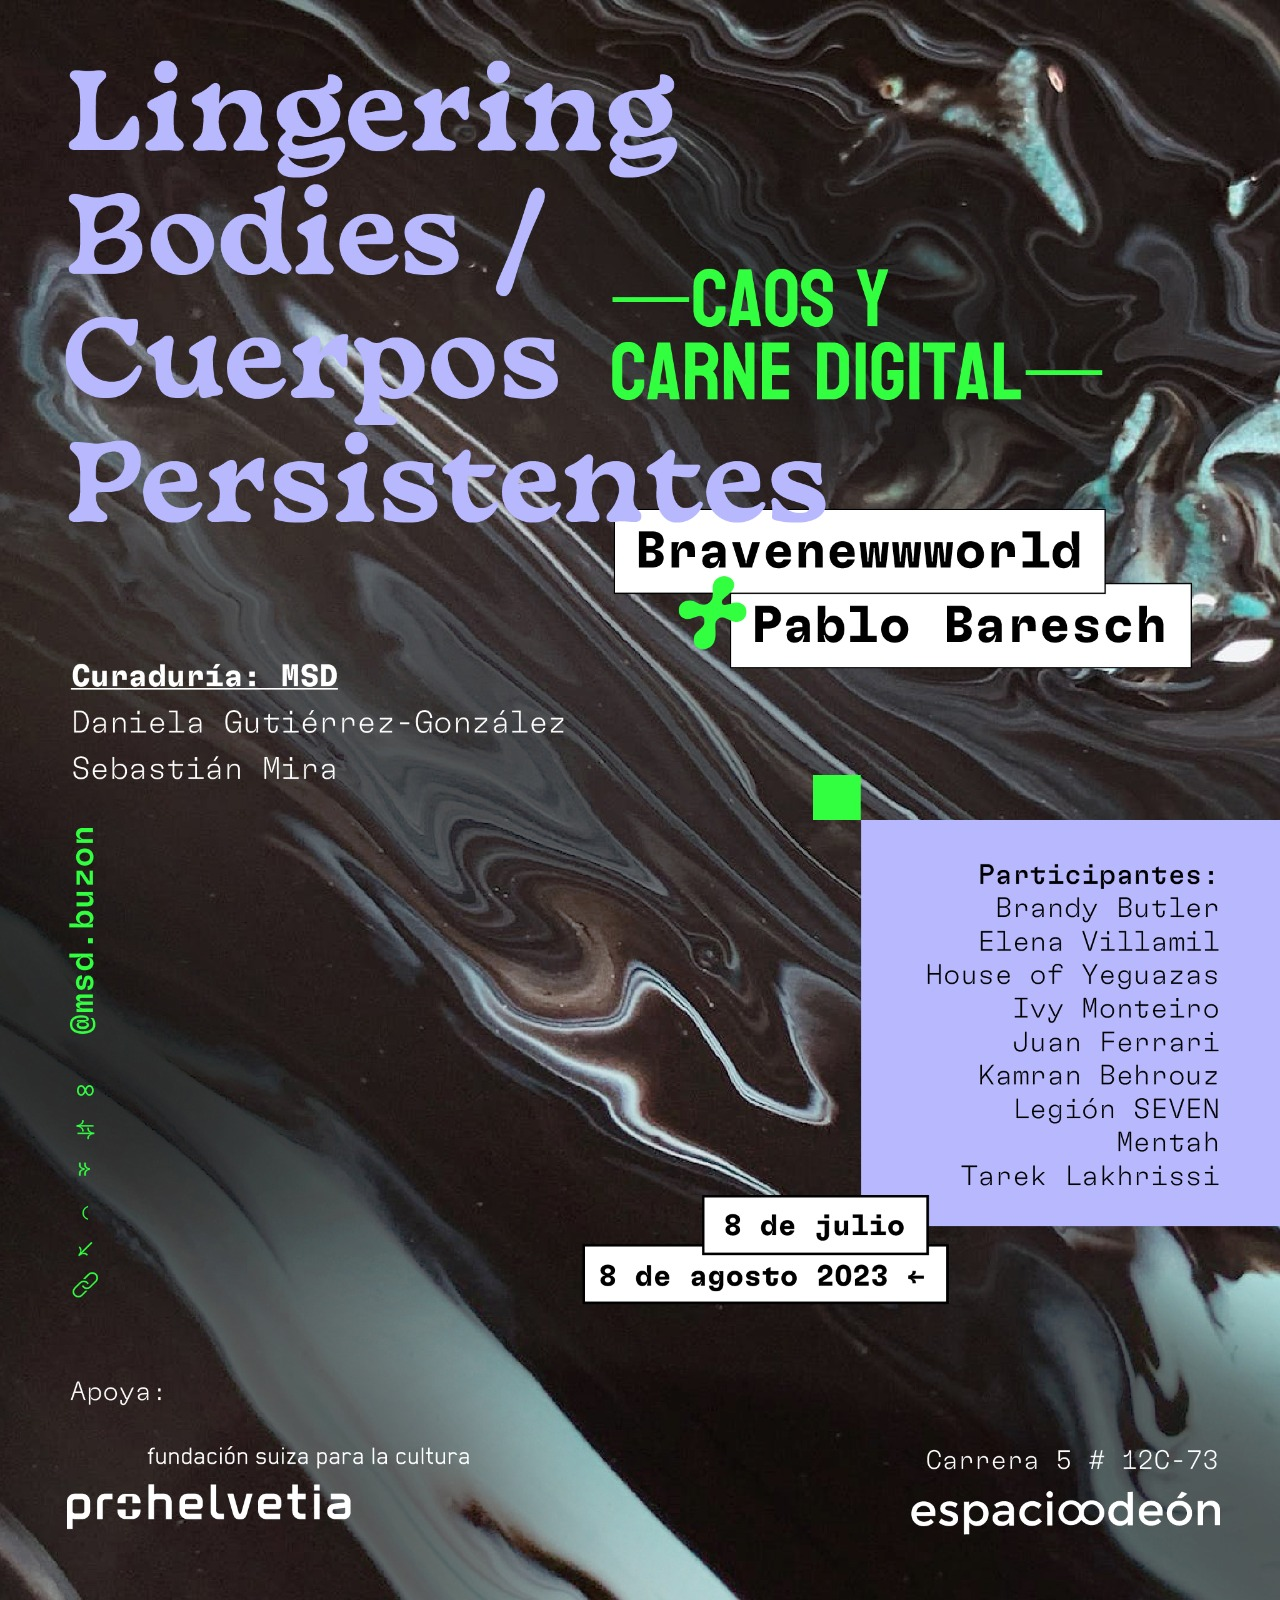 Lingering
Bodies /
Cuerpos
Persistentes
—CAOS Y
CARNE DIGITAL—
Bravenewwworld
Pablo Baresch
Curaduría: MSD
Daniela Gutiérrez-González
Sebastián Mira
@msd.buzon
Participantes:
Brandy Butler
Elena Villamil
House of Yeguazas
Ivy Monteiro
Juan Ferrari
Kamran Behrouz
Legión SEVEN
Mentah
Tarek Lakhrissi
8 de julio
8 de agosto 2023 ←
Apoya:
fundación suiza para la cultura
prohelvetia
Carrera 5 # 12C-73
espacioodeón